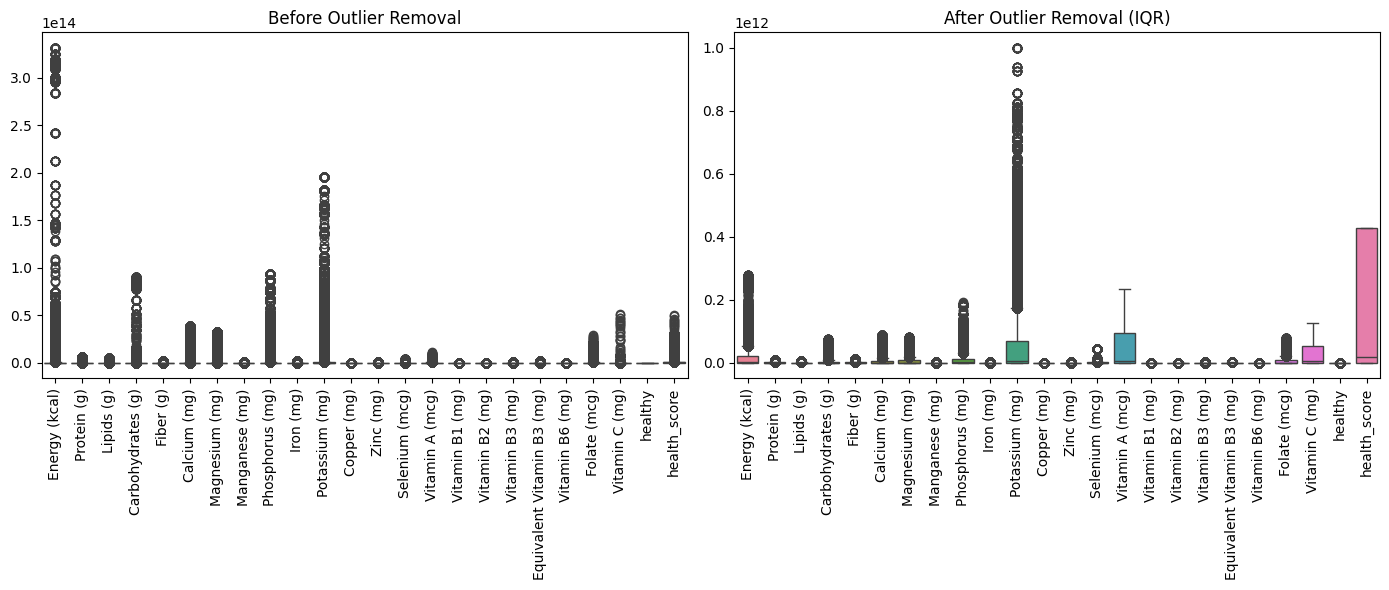 Before Outlier Removal
1e14
3.0
2.5
2.0
1.5
1.0
0.5
0.0
Energy (kcal)
Protein (g)
Lipids (g)
Carbohydrates (g)
Fiber (g)
Calcium (mg)
Magnesium (mg)
Manganese (mg)
Phosphorus (mg)
Iron (mg)
Potassium (mg)
Copper (mg)
Zinc (mg)
Selenium (mcg)
Vitamin A (mcg)
Vitamin B1 (mg)
Vitamin B2 (mg)
Vitamin B3 (mg)
Equivalent Vitamin B3 (mg)
Vitamin B6 (mg)
Folate (mcg)
Vitamin C (mg)
healthy
health_score
After Outlier Removal (IQR)
1e12
1.0
0.8
0.6
0.4
0.2
0.0
Energy (kcal)
Protein (g)
Lipids (g)
Carbohydrates (g)
Fiber (g)
Calcium (mg)
Magnesium (mg)
Manganese (mg)
Phosphorus (mg)
Iron (mg)
Potassium (mg)
Copper (mg)
Zinc (mg)
Selenium (mcg)
Vitamin A (mcg)
Vitamin B1 (mg)
Vitamin B2 (mg)
Vitamin B3 (mg)
Equivalent Vitamin B3 (mg)
Vitamin B6 (mg)
Folate (mcg)
Vitamin C (mg)
healthy
health_score